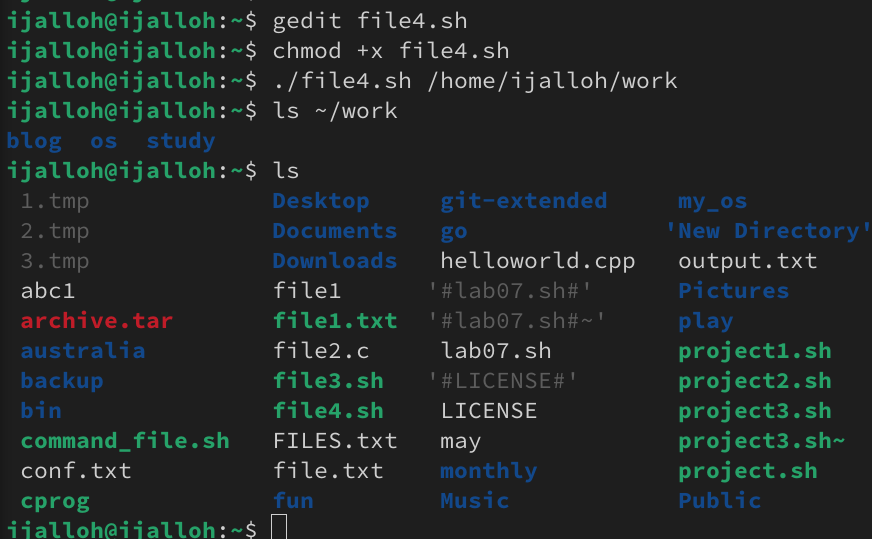 ijalloh@ijalloh:~$ gedit file4.sh
ijalloh@ijalloh:~$ chmod +x file4.sh
ijalloh@ijalloh:~$ ./file4.sh /home/ijalloh/work
ijalloh@ijalloh:~$ ls ~/work
blog  os  study
ijalloh@ijalloh:~$ ls
1.tmp Desktop git-extended my_os
2.tmp Documents go 'New Directory'
3.tmp Downloads helloworld.cpp output.txt
abc1 file1 '#lab07.sh#' Pictures
archive.tar file1.txt '#lab07.sh#~' play
australia file2.c lab07.sh project1.sh
backup file3.sh '#LICENSE#' project2.sh
bin file4.sh LICENSE project3.sh
command_file.sh FILES.txt may project3.sh~
conf.txt file.txt monthly project.sh
cprog fun Music Public
ijalloh@ijalloh:~$